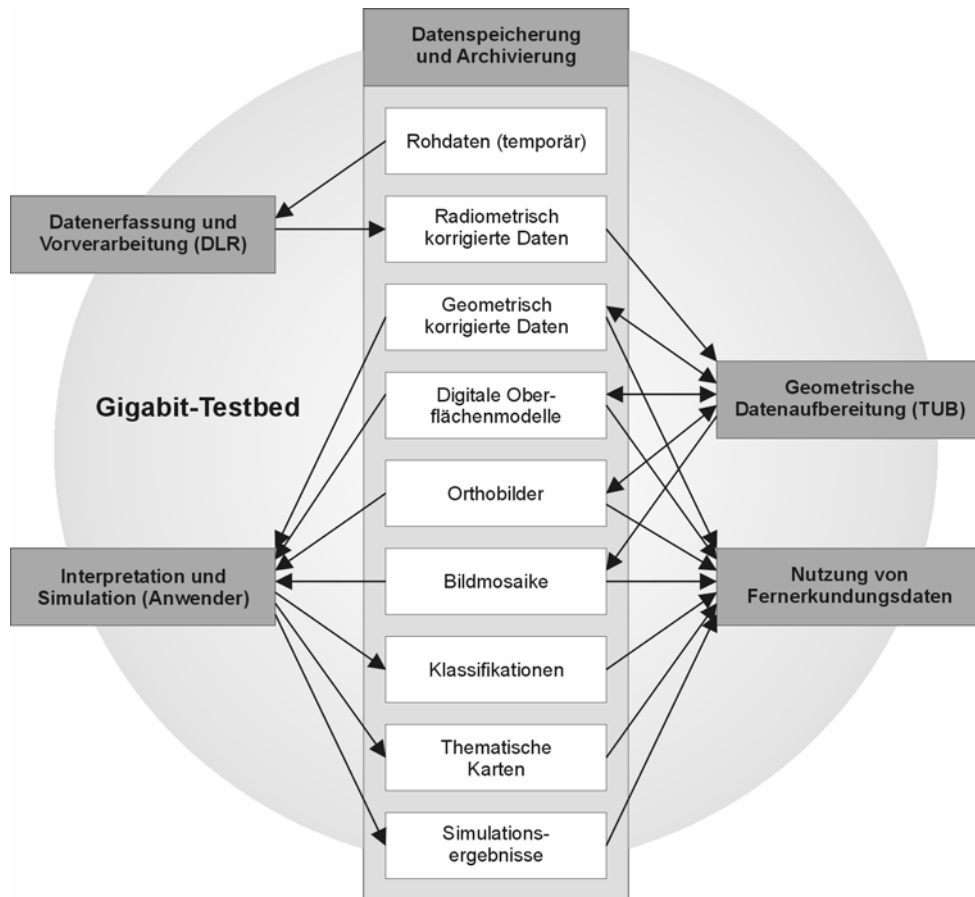 Datenspeicherung
und Archivierung
Rohdaten (temporär)
Datenerfassung und
Vorverarbeitung (DLR)
Radiometrisch
korrigierte Daten
Geometrisch
korrigierte Daten
Gigabit-Testbed
Digitale Ober-
flächenmodelle
Geometrische
Datenaufbereitung (TUB)
Orthobilder
Interpretation und
Simulation (Anwender)
Bildmosaike
Nutzung von
Fernerkundungsdaten
Klassifikationen
Thematische
Karten
Simulations-
ergebnisse